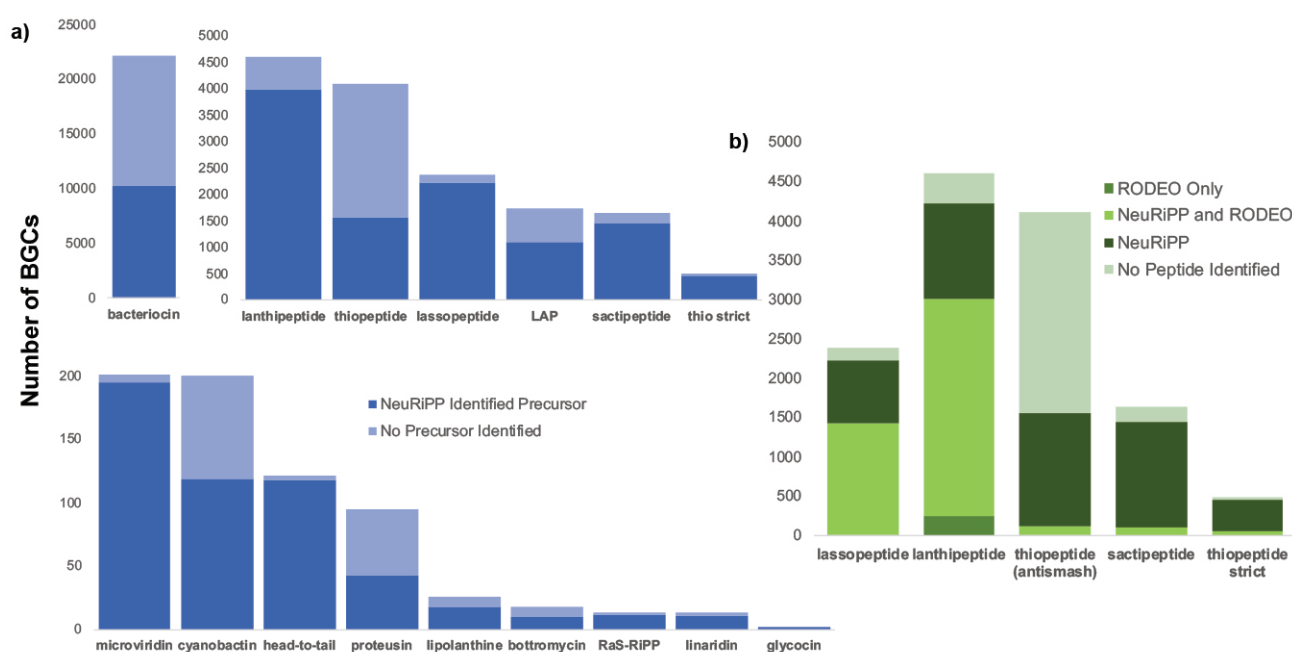 a)
Number of BGCs
25000
20000
15000
10000
5000
0
bacteriocin
5000
4500
4000
3500
3000
2500
2000
1500
1000
500
0
lanthipeptide thiopeptide lassopeptide LAP sactipeptide thio strict
200
150
100
50
0
NeuRiPP Identified Precursor
No Precursor Identified
microviridin cyanobactin head-to-tail proteusin lipolanthine bottromycin RaS-RiPP linaridin glycocin
b)
5000
4500
4000
3500
3000
2500
2000
1500
1000
500
0
RODEO Only
NeuRiPP and RODEO
NeuRiPP
No Peptide Identified
lassopeptide lanthipeptide thiopeptide sactipeptide thiopeptide
(antismash) strict